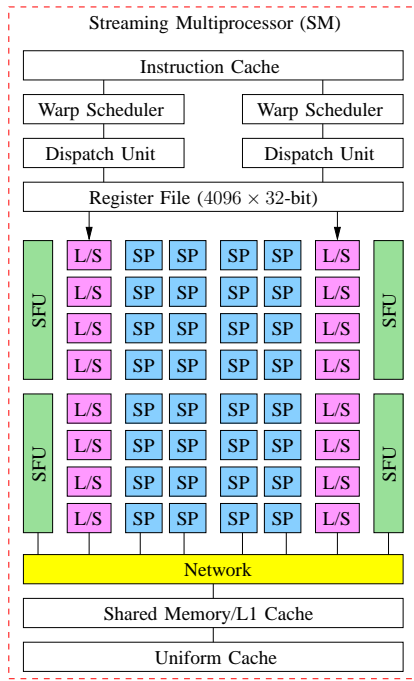 Streaming Multiprocessor (SM)
Instruction Cache
Warp Scheduler Warp Scheduler
Dispatch Unit Dispatch Unit
Register File (4096 × 32-bit)
SFU L/S SP SP SP SP L/S SFU
L/S SP SP SP SP L/S
L/S SP SP SP SP L/S
L/S SP SP SP SP L/S
SFU L/S SP SP SP SP L/S SFU
L/S SP SP SP SP L/S
L/S SP SP SP SP L/S
L/S SP SP SP SP L/S
Network
Shared Memory/L1 Cache
Uniform Cache